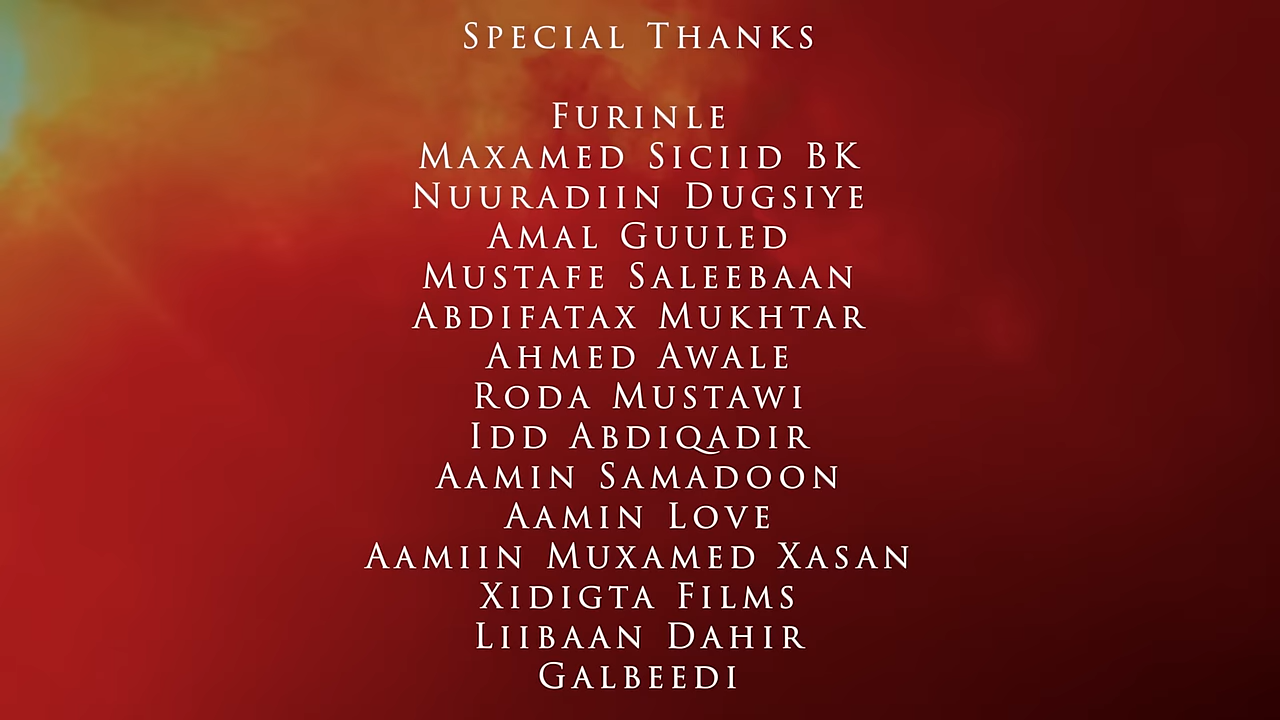 Special Thanks
Furinle
Maxamed Siciid BK
Nuuradiin Dugsiye
Amal Guuled
Mustafe Saleebaan
Abdifatax Mukhtar
Ahmed Awale
Roda Mustawi
Idd Abdiqadir
Aamin Samadoon
Aamin Love
Aamiin Muxamed Xasan
Xidigta Films
Liibaan Dahir
Galbeedi